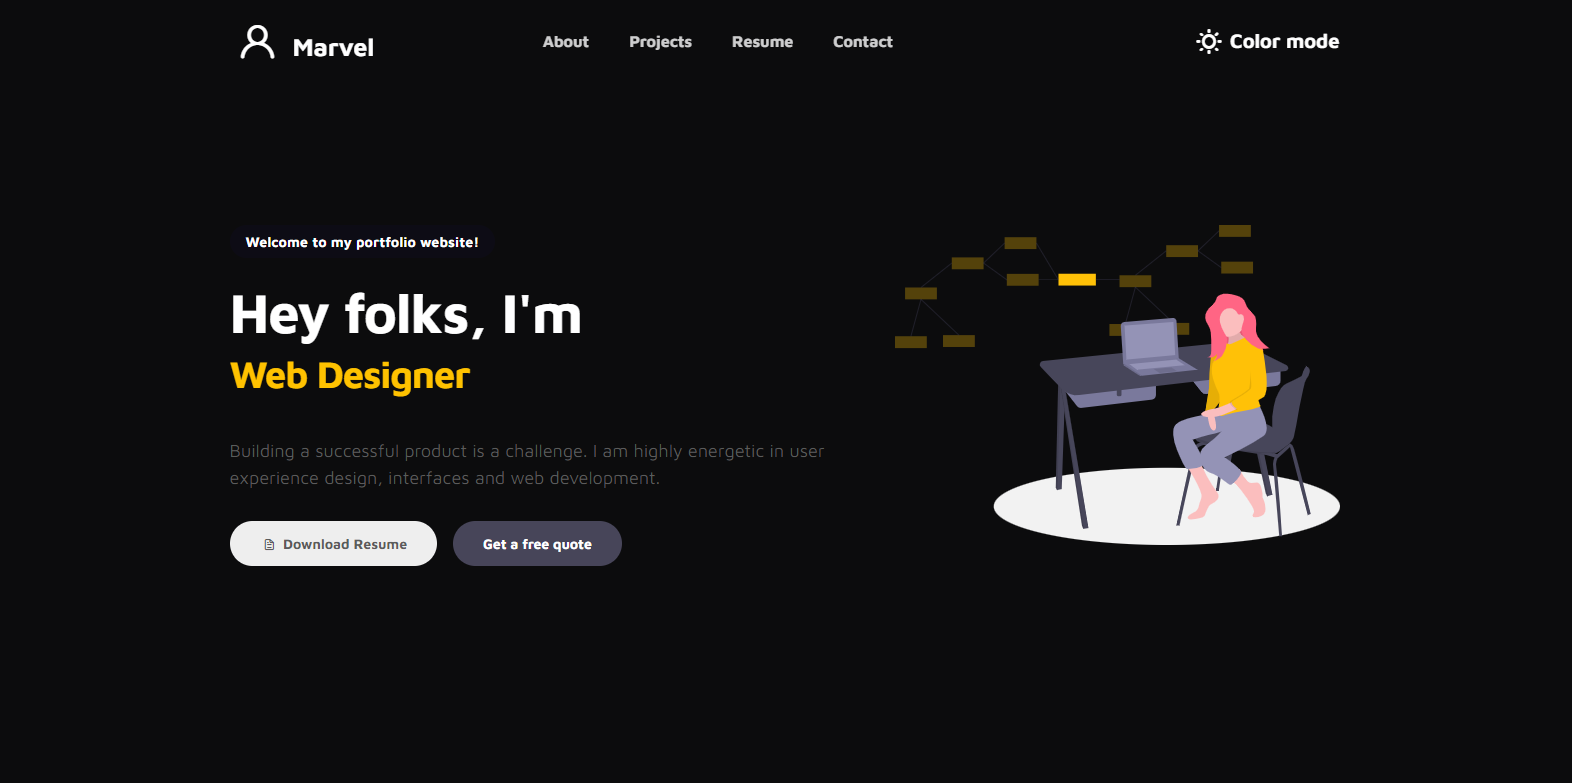 Marvel
About
Projects
Resume
Contact
Color mode
Welcome to my portfolio website!
Hey folks, I'm
Web Designer
Building a successful product is a challenge. I am highly energetic in user
experience design, interfaces and web development.
Download Resume
Get a free quote